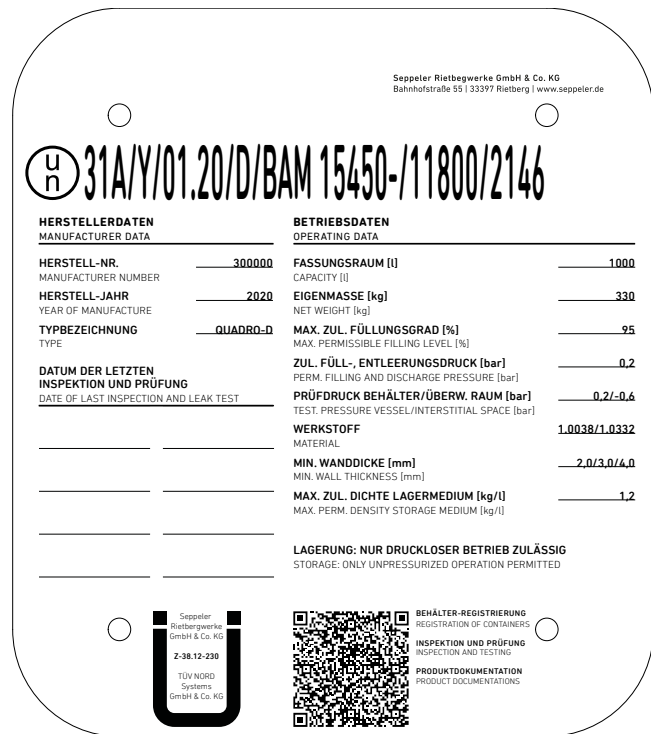 Seppeler Rietbegwerke GmbH & Co. KG
Bahnhofstraße 55 | 33397 Rietberg | www.seppeler.de
un 31A/Y/01.20/D/BAM 15450-/11800/2146
HERSTELLERDATEN
MANUFACTURER DATA
HERSTELL-NR. 300000
MANUFACTURER NUMBER
HERSTELL-JAHR 2020
YEAR OF MANUFACTURE
TYPBEZEICHNUNG QUADRO-D
TYPE
DATUM DER LETZTEN
INSPEKTION UND PRÜFUNG
DATE OF LAST INSPECTION AND LEAK TEST
BETRIEBSDATEN
OPERATING DATA
FASSUNGSRAUM [l] 1000
CAPACITY [l]
EIGENMASSE [kg] 330
NET WEIGHT [kg]
MAX. ZUL. FÜLLUNGSGRAD [%] 95
MAX. PERMISSIBLE FILLING LEVEL [%]
ZUL. FÜLL-, ENTLEERUNGSDRUCK [bar] 0,2
PERM. FILLING AND DISCHARGE PRESSURE [bar]
PRÜFDRUCK BEHÄLTER/ÜBERW. RAUM [bar] 0,2/-0,6
TEST. PRESSURE VESSEL/INTERSTITIAL SPACE [bar]
WERKSTOFF 1.0038/1.0332
MATERIAL
MIN. WANDDICKE [mm] 2,0/3,0/4,0
MIN. WALL THICKNESS [mm]
MAX. ZUL. DICHTE LAGERMEDIUM [kg/l] 1,2
MAX. PERM. DENSITY STORAGE MEDIUM [kg/l]
LAGERUNG: NUR DRUCKLOSER BETRIEB ZULÄSSIG
STORAGE: ONLY UNPRESSURIZED OPERATION PERMITTED
Seppeler
Rietbergwerke
GmbH & Co. KG
Z-38.12-230
TÜV NORD
Systems
GmbH & Co. KG
BEHÄLTER-REGISTRIERUNG
REGISTRATION OF CONTAINERS
INSPEKTION UND PRÜFUNG
INSPECTION AND TESTING
PRODUKTDOKUMENTATION
PRODUCT DOCUMENTATIONS